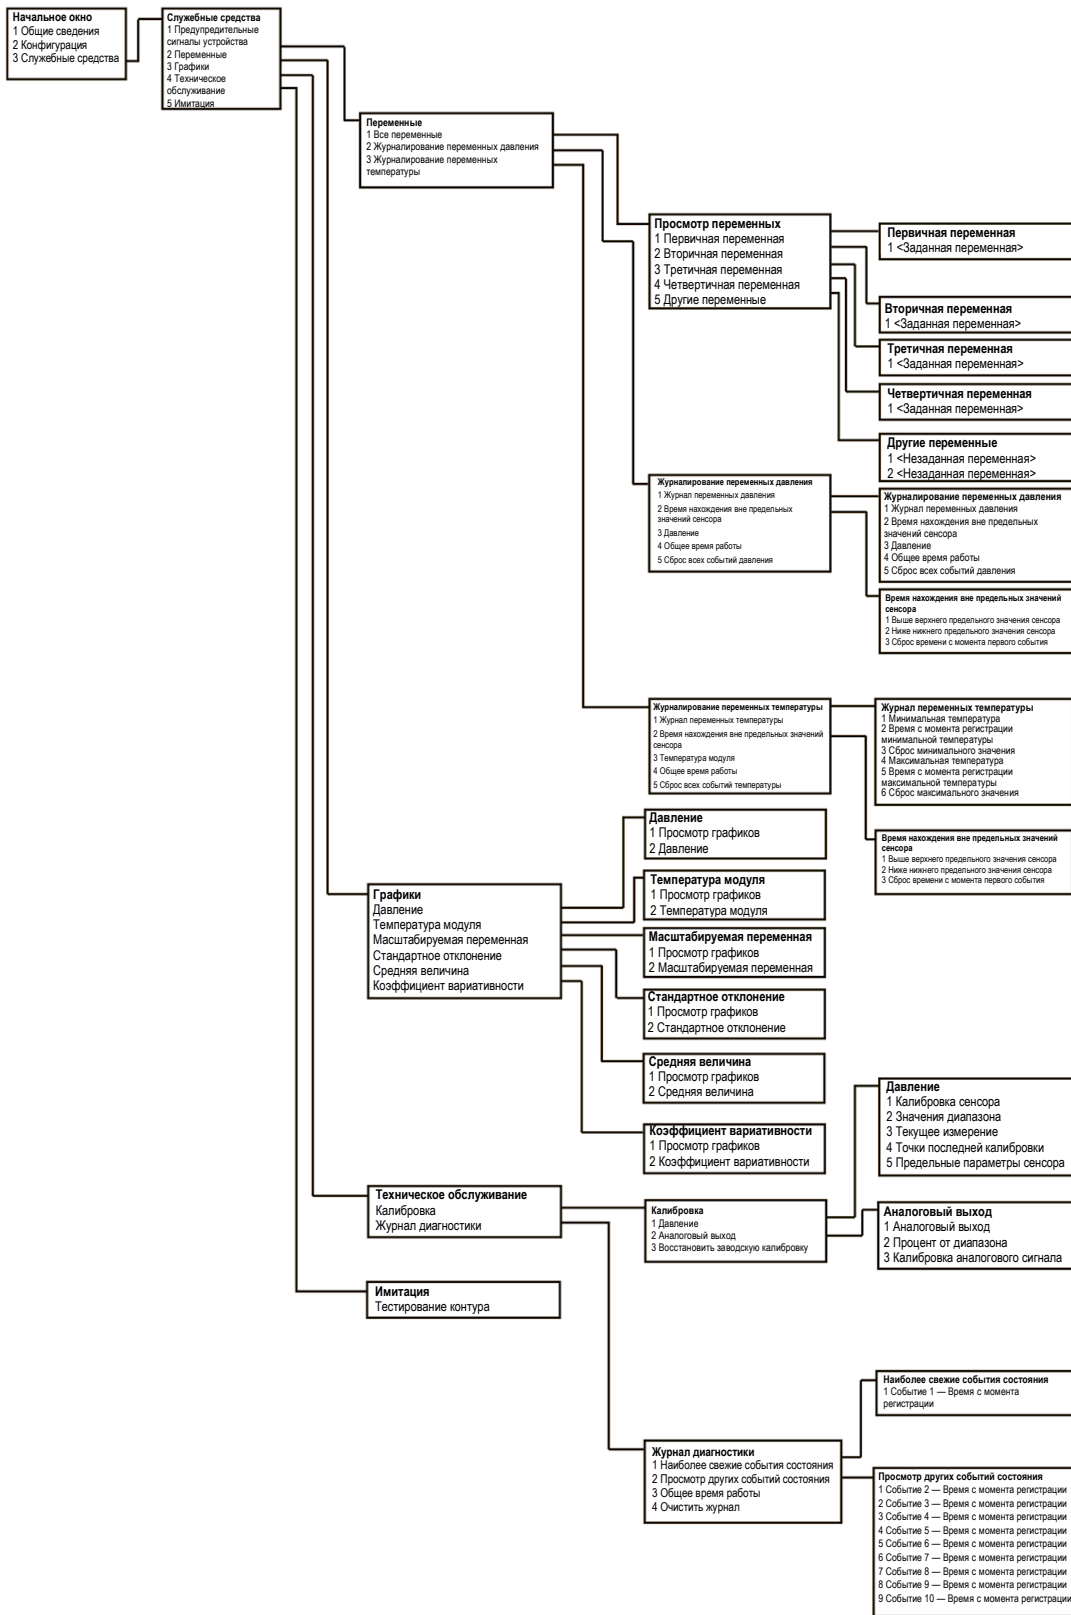 Начальное окно
1 Общие сведения
2 Конфигурация
3 Служебные средства
Служебные средства
1 Предупредительные
сигналы устройства
2 Переменные
3 Графики
4 Техническое
обслуживание
5 Имитация
Переменные
1 Все переменные
2 Журналирование переменных давления
3 Журналирование переменных
температуры
Просмотр переменных
1 Первичная переменная
2 Вторичная переменная
3 Третичная переменная
4 Четвертичная переменная
5 Другие переменные
Первичная переменная
1 <Заданная переменная>
Вторичная переменная
1 <Заданная переменная>
Третичная переменная
1 <Заданная переменная>
Четвертичная переменная
1 <Заданная переменная>
Другие переменные
1 <Незаданная переменная>
2 <Незаданная переменная>
Журналирование переменных давления
1 Журнал переменных давления
2 Время нахождения вне предельных
значений сенсора
3 Давление
4 Общее время работы
5 Сброс всех событий давления
Журналирование переменных давления
1 Журнал переменных давления
2 Время нахождения вне предельных
значений сенсора
3 Давление
4 Общее время работы
5 Сброс всех событий давления
Время нахождения вне предельных значений
сенсора
1 Выше верхнего предельного значения сенсора
2 Ниже нижнего предельного значения сенсора
3 Сброс времени с момента первого события
Журналирование переменных температуры
1 Журнал переменных температуры
2 Время нахождения вне предельных значений
сенсора
3 Температура модуля
4 Общее время работы
5 Сброс всех событий температуры
Журнал переменных температуры
1 Минимальная температура
2 Время с момента регистрации
минимальной температуры
3 Сброс минимального значения
4 Максимальная температура
5 Время с момента регистрации
максимальной температуры
6 Сброс максимального значения
Время нахождения вне предельных значений
сенсора
1 Выше верхнего предельного значения сенсора
2 Ниже нижнего предельного значения сенсора
3 Сброс времени с момента первого события
Графики
Давление
Температура модуля
Масштабируемая переменная
Стандартное отклонение
Средняя величина
Коэффициент вариативности
Давление
1 Просмотр графиков
2 Давление
Температура модуля
1 Просмотр графиков
2 Температура модуля
Масштабируемая переменная
1 Просмотр графиков
2 Масштабируемая переменная
Стандартное отклонение
1 Просмотр графиков
2 Стандартное отклонение
Средняя величина
1 Просмотр графиков
2 Средняя величина
Коэффициент вариативности
1 Просмотр графиков
2 Коэффициент вариативности
Техническое обслуживание
Калибровка
Журнал диагностики
Калибровка
1 Давление
2 Аналоговый выход
3 Восстановить заводскую калибровку
Давление
1 Калибровка сенсора
2 Значения диапазона
3 Текущее измерение
4 Точки последней калибровки
5 Предельные параметры сенсора
Аналоговый выход
1 Аналоговый выход
2 Процент от диапазона
3 Калибровка аналогового сигнала
Имитация
Тестирование контура
Журнал диагностики
1 Наиболее свежие события состояния
2 Просмотр других событий состояния
3 Общее время работы
4 Очистить журнал
Наиболее свежие события состояния
1 Событие 1 — Время с момента
регистрации
Просмотр других событий состояния
1 Событие 2 — Время с момента регистрации
2 Событие 3 — Время с момента регистрации
3 Событие 4 — Время с момента регистрации
4 Событие 5 — Время с момента регистрации
5 Событие 6 — Время с момента регистрации
6 Событие 7 — Время с момента регистрации
7 Событие 8 — Время с момента регистрации
8 Событие 9 — Время с момента регистрации
9 Событие 10 — Время с момента регистрации